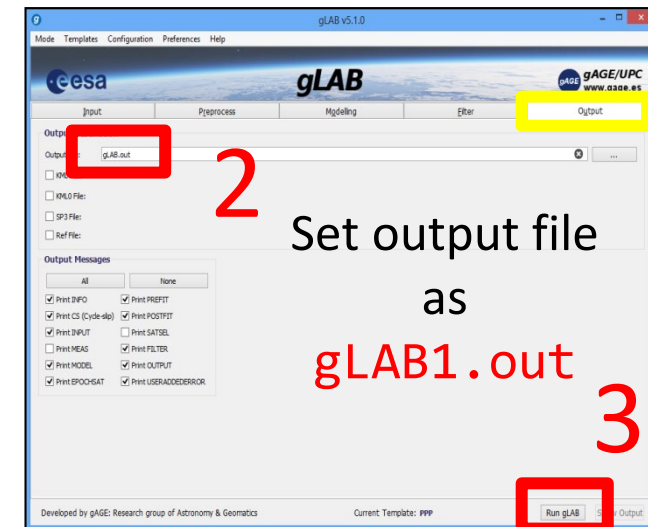 gLAB v5.1.0
Mode Templates Configuration Preferences Help
esa
gLAB
gAGE gAGE/UPC
www.gage.es
Input Preprocess Modeling Filter Output
Output
gLAB.out ...
2
KML0 File:
SP3 File:
Ref File:
Set output file
as
gLAB1.out
Output Messages
All None
Print INFO Print PREFIT
Print CS (Cycle-slip) Print POSTFIT
Print INPUT Print SATSEL
Print MEAS Print FILTER
Print MODEL Print OUTPUT
Print EPOCHSAT Print USERADDEDERROR
3
Developed by gAGE: Research group of Astronomy & Geomatics Current Template: PPP Run gLAB Output